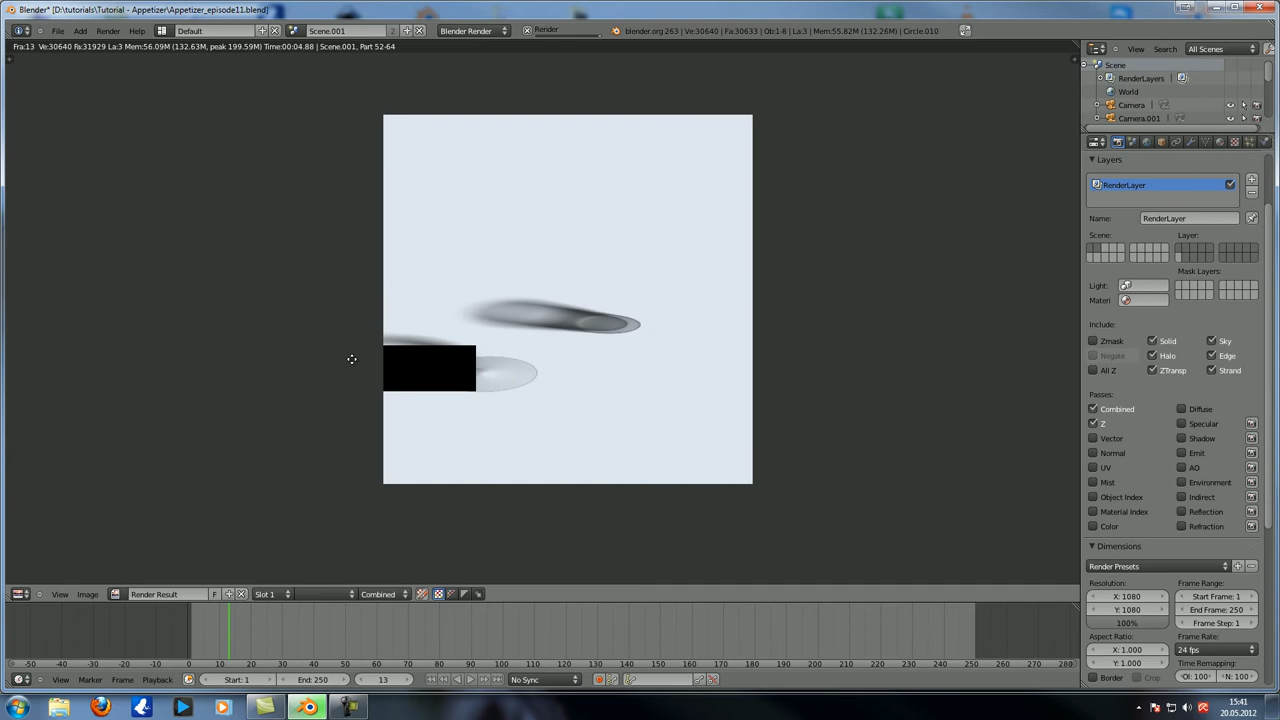 Blender* [D:\tutorials\Tutorial - Appetizer\Appetizer_episode11.blend]
File Add Render Help Default Scene.001 2 Blender Render Render blender.org 263 | Ve:30640 | Fa:30633 | Ob:1-8 | La:3 | Mem:55.82M (132.26M) | Circle.010
Fra:13 Ve:30640 Fa:31929 La:3 Mem:56.09M (132.63M, peak 199.59M) Time:00:04.88 | Scene.001, Part 52-64
View Search All Scenes
Scene
RenderLayers
World
Camera
Camera.001
Layers
RenderLayer
Name: RenderLayer
Scene: Layer:
Mask Layers:
Light:
Materi
Include:
Zmask Solid Sky
Negate Halo Edge
All Z ZTransp Strand
Passes:
Combined Diffuse
Z Specular
Vector Shadow
Normal Emit
UV AO
Mist Environment
Object Index Indirect
Material Index Reflection
Color Refraction
Dimensions
Render Presets
Resolution: Frame Range:
X: 1080 Start Frame: 1
Y: 1080 End Frame: 250
100% Frame Step: 1
Aspect Ratio: Frame Rate:
X: 1.000 24 fps
Y: 1.000 Time Remapping:
Border Crop Ol: 100 N: 100
View Image Render Result F Slot 1 Combined
-50 -40 -30 -20 -10 0 10 20 30 40 50 60 70 80 90 100 110 120 130 140 150 160 170 180 190 200 210 220 230 240 250 260 270 280
View Marker Frame Playback Start: 1 End: 250 13 No Sync
15:41
20.05.2012